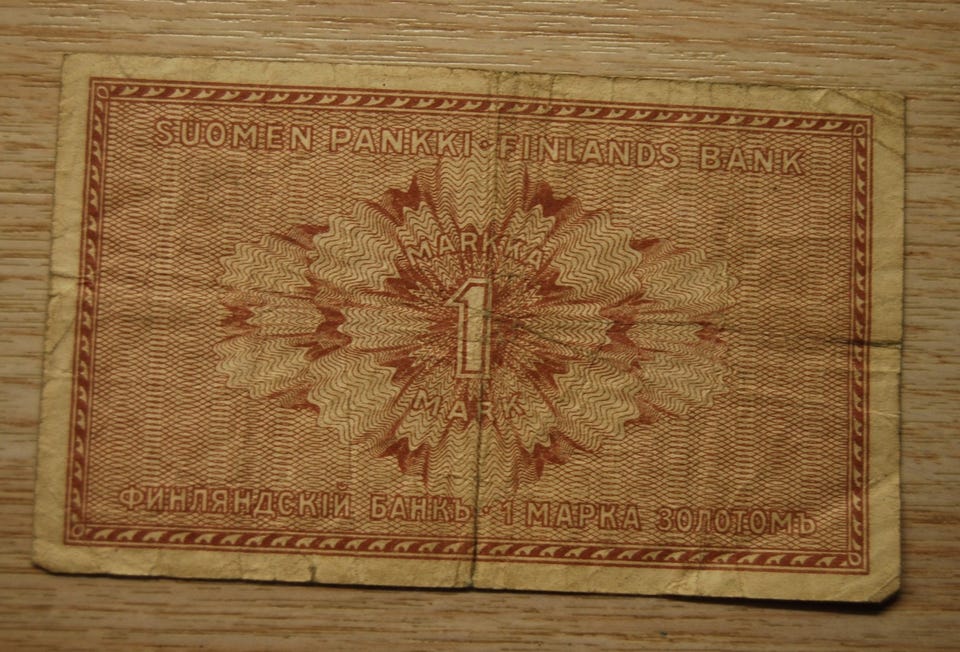 SUOMEN PANKKI · FINLANDS BANK
MARKKA
1
MARK
ФИНЛЯНДСКІЙ БАНКЪ · 1 МАРКА ЗОЛОТОМЪ